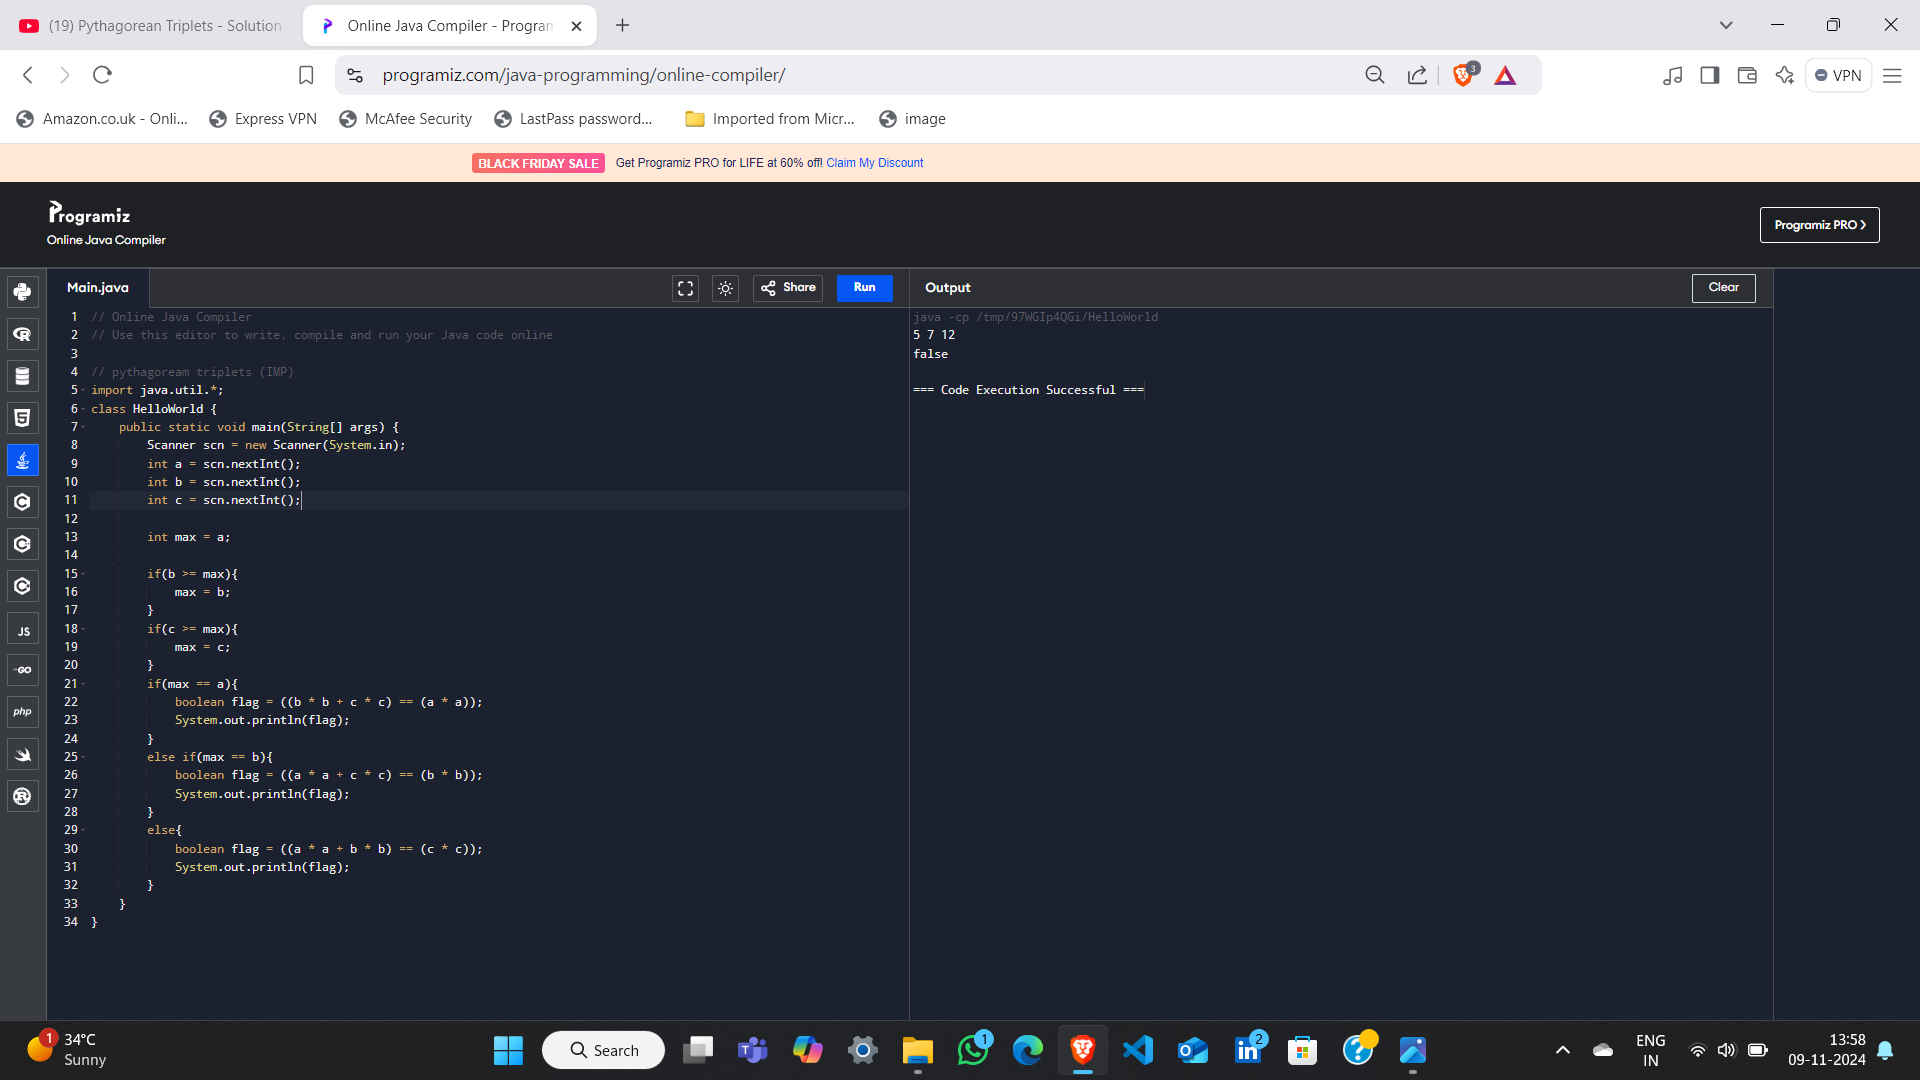 (19) Pythagorean Triplets - Solution
Online Java Compiler - Program
programiz.com/java-programming/online-compiler/
3
VPN
Amazon.co.uk - Onli...
Express VPN
McAfee Security
LastPass password...
Imported from Micr...
image
BLACK FRIDAY SALE Get Programiz PRO for LIFE at 60% off! Claim My Discount
Programiz
Online Java Compiler
Programiz PRO
Main.java
Share
Run
Output
Clear
1 // Online Java Compiler
2 // Use this editor to write, compile and run your Java code online
3
4 // pythagoream triplets (IMP)
5 import java.util.*;
6 class HelloWorld {
7     public static void main(String[] args) {
8         Scanner scn = new Scanner(System.in);
9         int a = scn.nextInt();
10         int b = scn.nextInt();
11         int c = scn.nextInt();
12
13         int max = a;
14
15         if(b >= max){
16             max = b;
17         }
18         if(c >= max){
19             max = c;
20         }
21         if(max == a){
22             boolean flag = ((b * b + c * c) == (a * a));
23             System.out.println(flag);
24         }
25         else if(max == b){
26             boolean flag = ((a * a + c * c) == (b * b));
27             System.out.println(flag);
28         }
29         else{
30             boolean flag = ((a * a + b * b) == (c * c));
31             System.out.println(flag);
32         }
33     }
34 }
java -cp /tmp/97WGIp4QGi/HelloWorld
5 7 12
false
=== Code Execution Successful ===
JS
GO
php
1
34°C
Sunny
Search
1
2
ENG
IN
13:58
09-11-2024